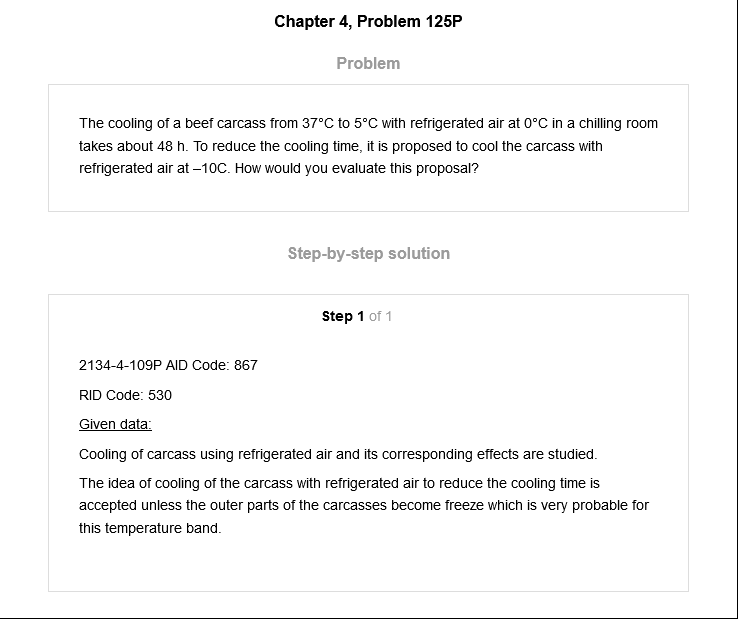 Chapter 4, Problem 125P
Problem
The cooling of a beef carcass from 37°C to 5°C with refrigerated air at 0°C in a chilling room
takes about 48 h. To reduce the cooling time, it is proposed to cool the carcass with
refrigerated air at –10C. How would you evaluate this proposal?
Step-by-step solution
Step 1 of 1
2134-4-109P AID Code: 867
RID Code: 530
Given data:
Cooling of carcass using refrigerated air and its corresponding effects are studied.
The idea of cooling of the carcass with refrigerated air to reduce the cooling time is
accepted unless the outer parts of the carcasses become freeze which is very probable for
this temperature band.